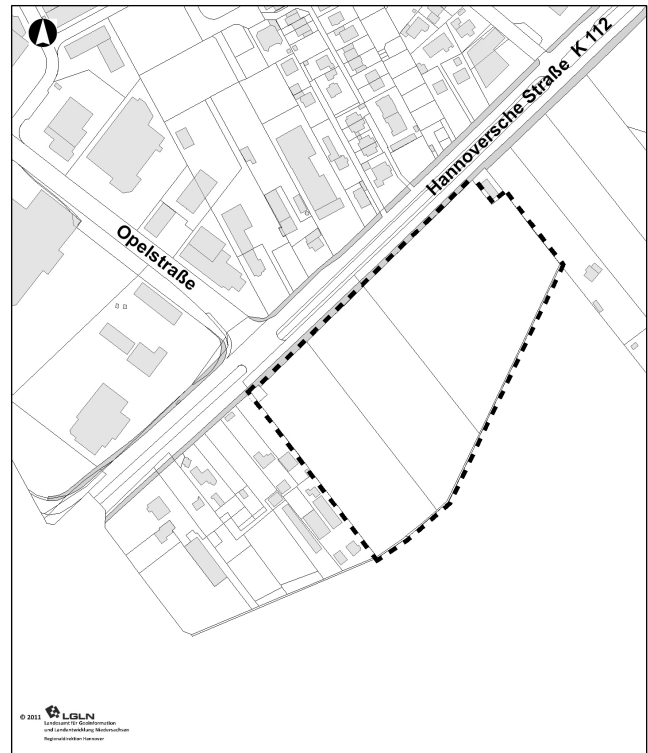 Hannoversche Straße K 112
Opelstraße
© 2011 LGLN
Landesamt für Geoinformation
und Landentwicklung Niedersachsen
Regionaldirektion Hannover